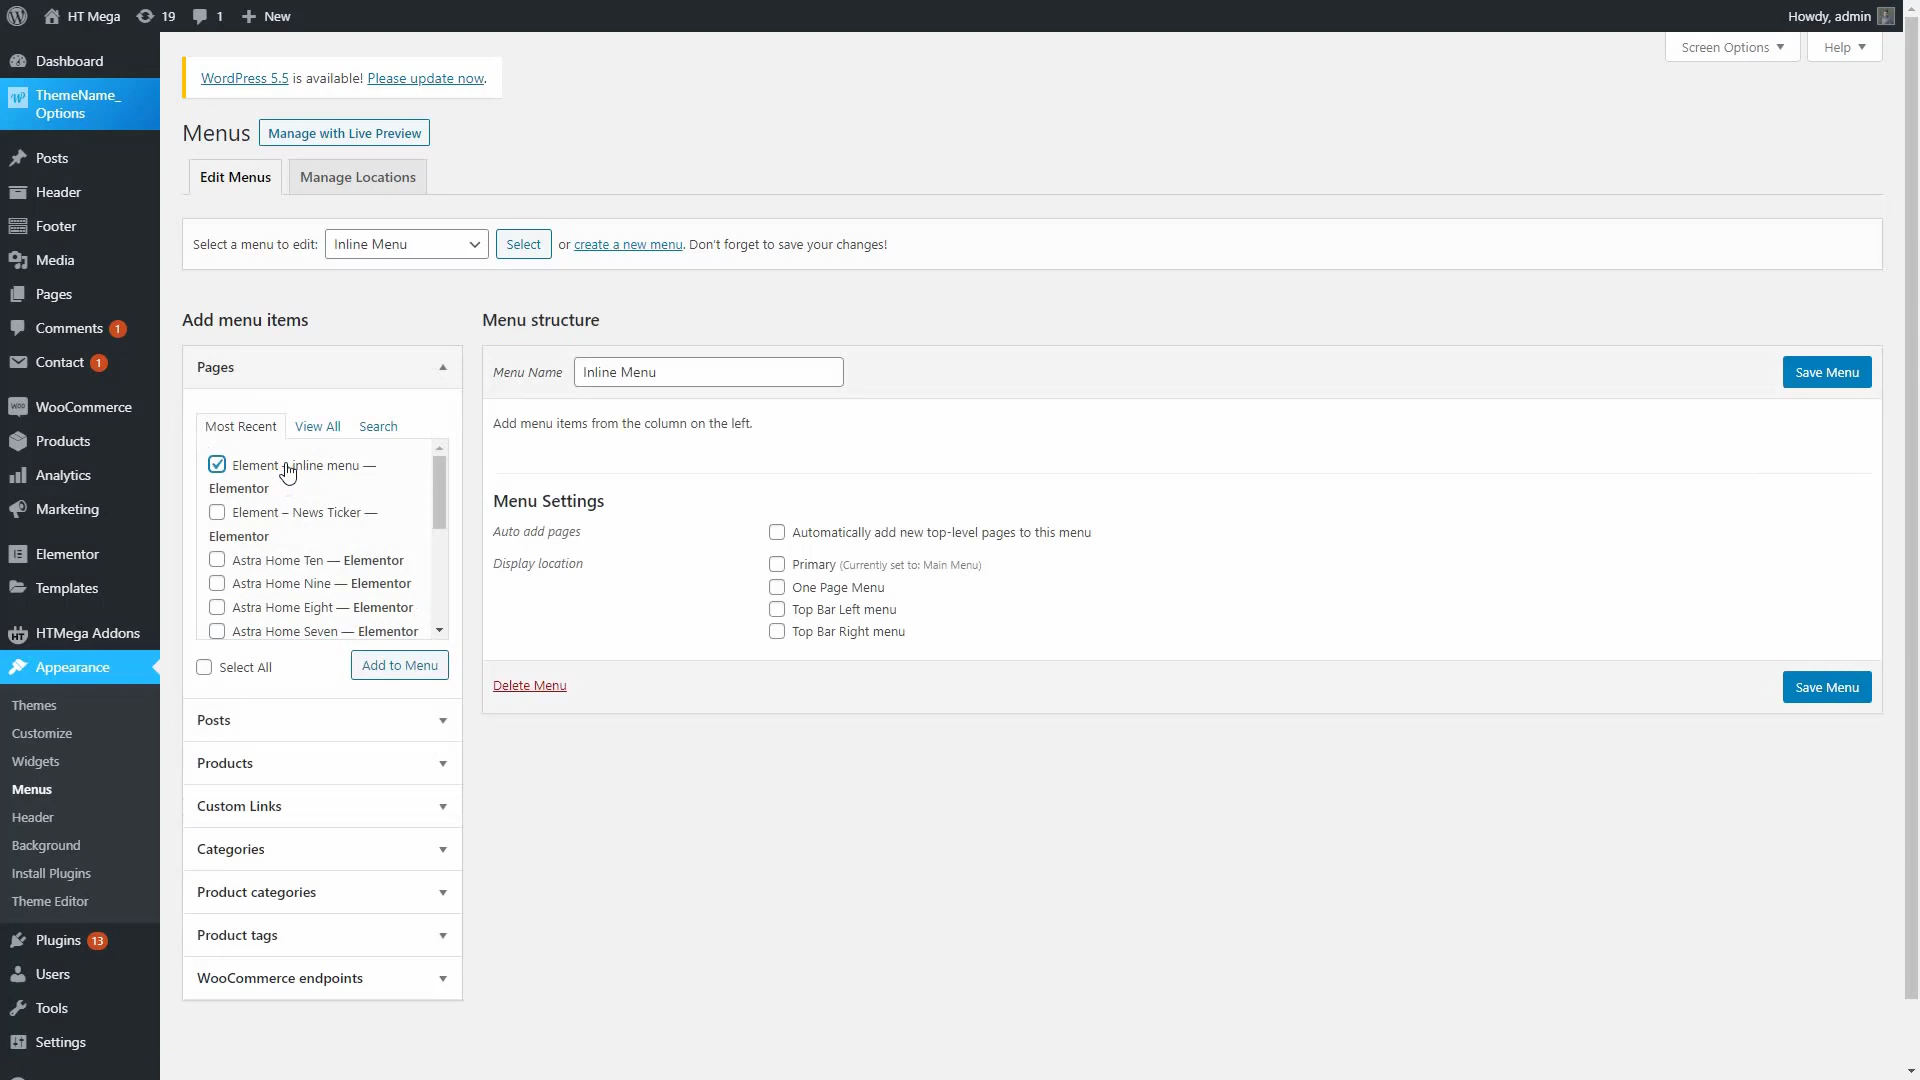 HT Mega
19
1
New
Howdy, admin
Screen Options
Help
Dashboard
ThemeName_
Options
Posts
Header
Footer
Media
Pages
Comments 1
Contact 1
WooCommerce
Products
Analytics
Marketing
Elementor
Templates
HTMega Addons
Appearance
Themes
Customize
Widgets
Menus
Header
Background
Install Plugins
Theme Editor
Plugins 13
Users
Tools
Settings
WordPress 5.5 is available! Please update now.
Menus
Manage with Live Preview
Edit Menus
Manage Locations
Select a menu to edit: Inline Menu Select or create a new menu. Don't forget to save your changes!
Add menu items
Pages
Most Recent View All Search
Element – inline menu —
Elementor
Element – News Ticker —
Elementor
Astra Home Ten — Elementor
Astra Home Nine — Elementor
Astra Home Eight — Elementor
Astra Home Seven — Elementor
Select All
Add to Menu
Posts
Products
Custom Links
Categories
Product categories
Product tags
WooCommerce endpoints
Menu structure
Menu Name Inline Menu
Save Menu
Add menu items from the column on the left.
Menu Settings
Auto add pages
Automatically add new top-level pages to this menu
Display location
Primary (Currently set to: Main Menu)
One Page Menu
Top Bar Left menu
Top Bar Right menu
Delete Menu
Save Menu